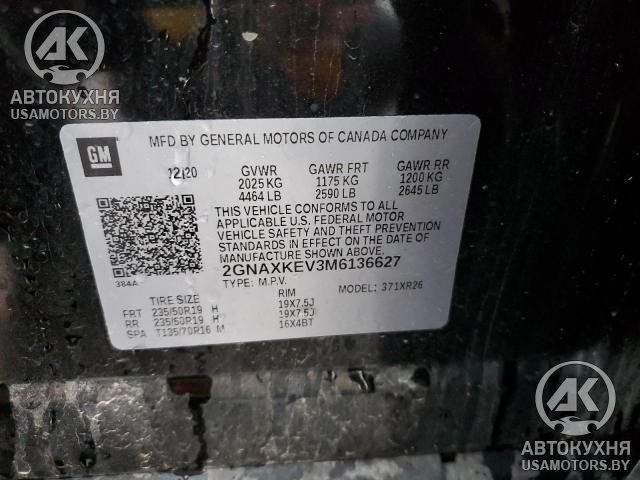 AK
АВТОКУХНЯ
USAMOTORS.BY
GM
MFD BY GENERAL MOTORS OF CANADA COMPANY
12/20 GVWR GAWR FRT GAWR RR
2025 KG 1175 KG 1200 KG
4464 LB 2590 LB 2645 LB
THIS VEHICLE CONFORMS TO ALL
APPLICABLE U.S. FEDERAL MOTOR
VEHICLE SAFETY AND THEFT PREVENTION
STANDARDS IN EFFECT ON THE DATE OF
MANUFACTURE SHOWN ABOVE.
384A
2GNAXKEV3M6136627
TYPE: M.P.V. MODEL: 371XR26
TIRE SIZE RIM
FRT 235/50R19 H 19X7.5J
RR 235/50R19 H 19X7.5J
SPA T135/70R16 M 16X4BT
AK
АВТОКУХНЯ
USAMOTORS.BY